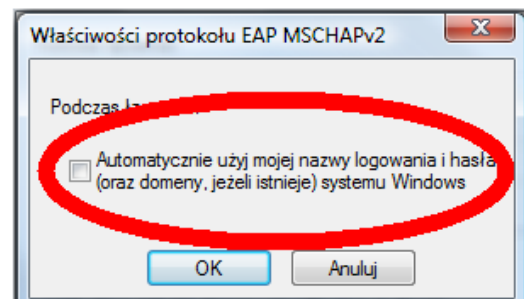 Właściwości protokołu EAP MSCHAPv2
Podczas
Automatycznie użyj mojej nazwy logowania i hasła
(oraz domeny, jeżeli istnieje) systemu Windows
OK
Anuluj